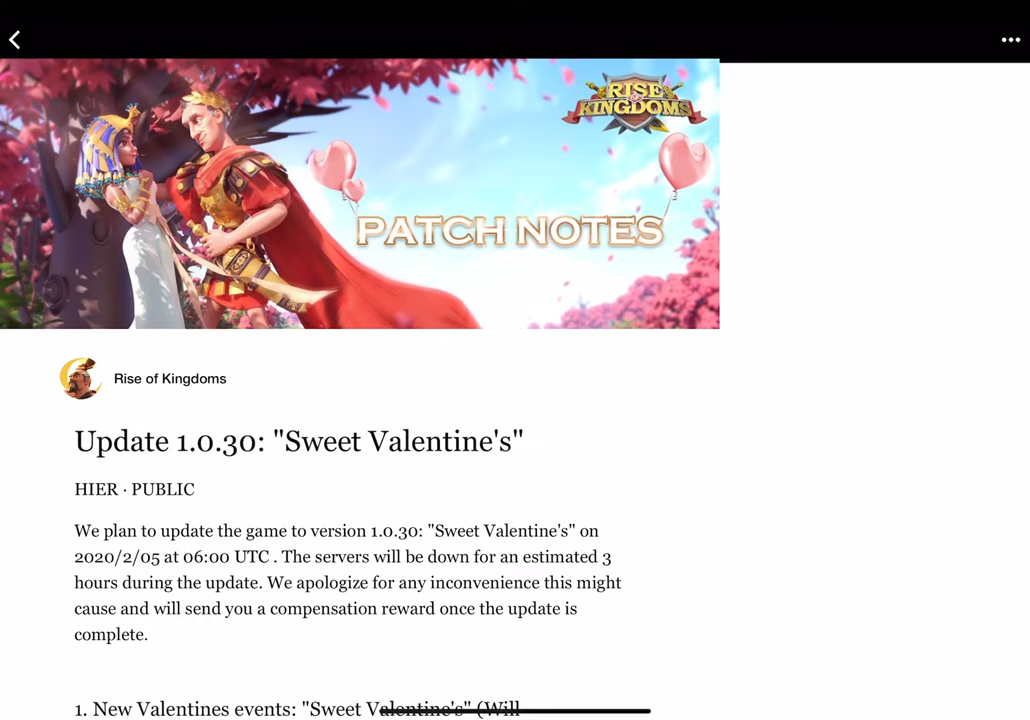 RISE
OF
KINGDOMS
PATCH NOTES
Rise of Kingdoms
Update 1.0.30: "Sweet Valentine's"
HIER · PUBLIC
We plan to update the game to version 1.0.30: "Sweet Valentine's" on
2020/2/05 at 06:00 UTC . The servers will be down for an estimated 3
hours during the update. We apologize for any inconvenience this might
cause and will send you a compensation reward once the update is
complete.
1. New Valentines events: "Sweet Valentine's" (Will